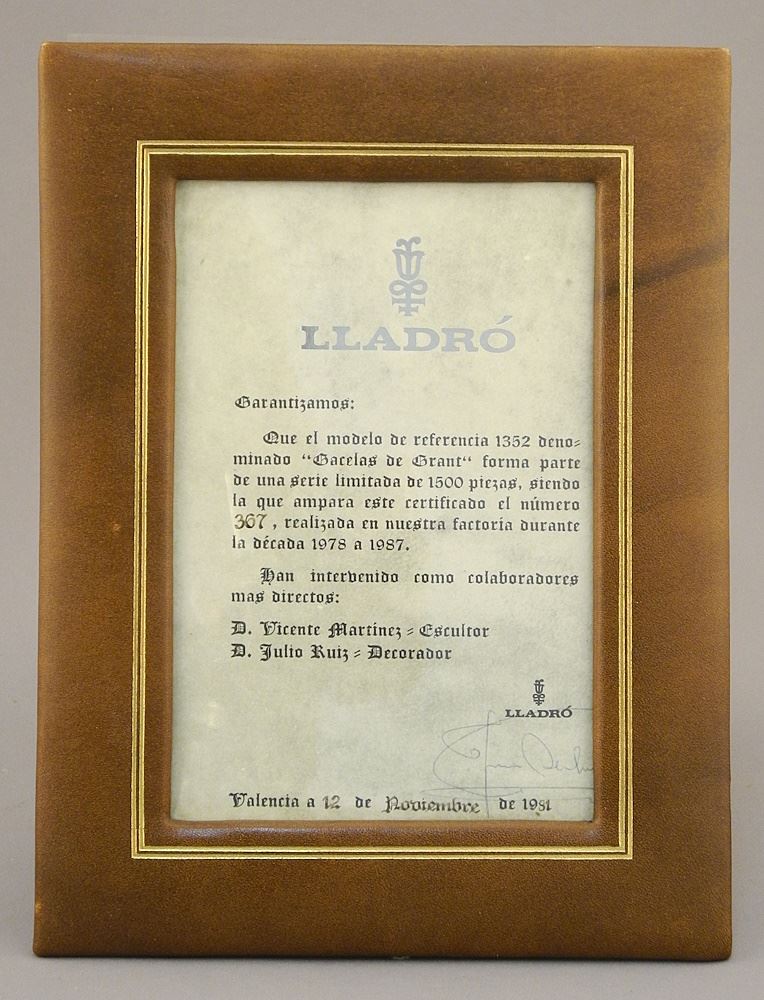 LLADRÓ
Garantizamos:
Que el modelo de referencia 1352 deno=
minado "Gacelas de Grant" forma parte
de una serie limitada de 1500 piezas, siendo
la que ampara este certificado el número
367, realizada en nuestra factoría durante
la década 1978 a 1987.
Han intervenido como colaboradores
mas directos:
D. Vicente Martínez = Escultor
D. Julio Ruiz = Decorador
LLADRÓ
Valencia a 12 de Noviembre de 1981